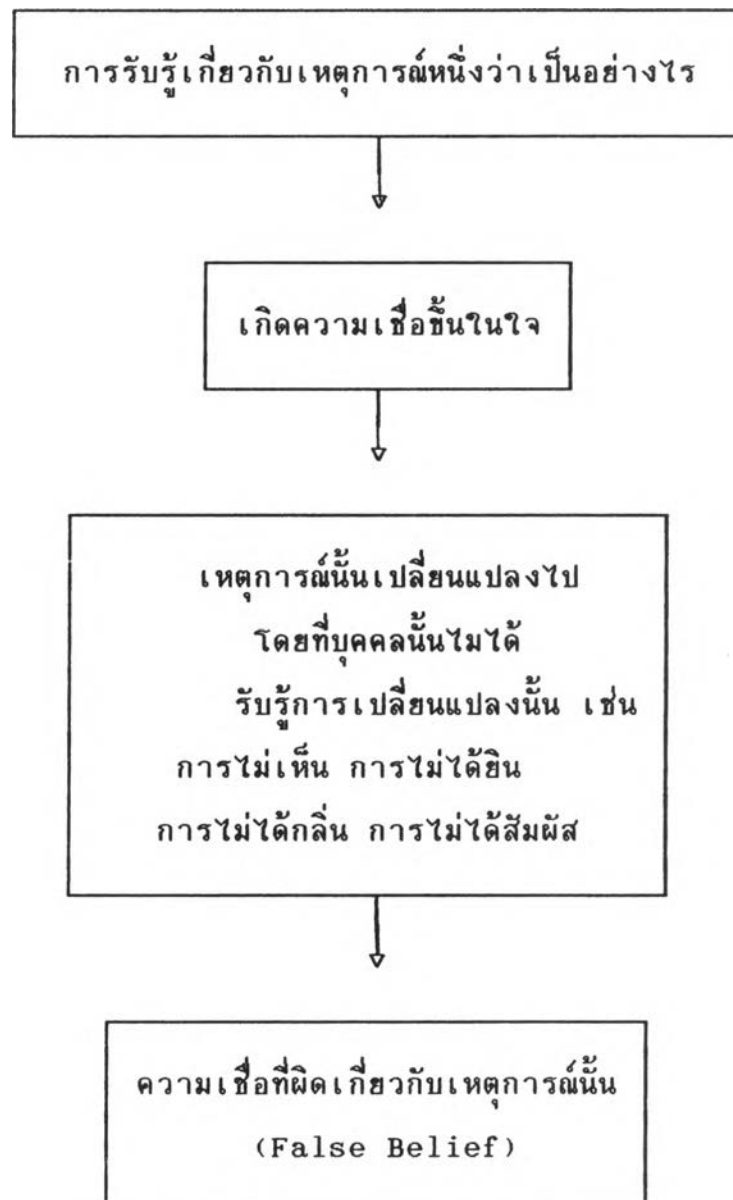 การรับรู้เกี่ยวกับเหตุการณ์หนึ่งว่าเป็นอย่างไร
เกิดความเชื่อขึ้นในใจ
เหตุการณ์นั้นเปลี่ยนแปลงไป
โดยที่บุคคลนั้นไมได้
รับรู้การเปลี่ยนแปลงนั้น เช่น
การไม่เห็น การไม่ได้ยิน
การไม่ได้กลิ่น การไม่ได้สัมผัส
ความเชื่อที่ผิดเกี่ยวกับเหตุการณ์นั้น
(False Belief)